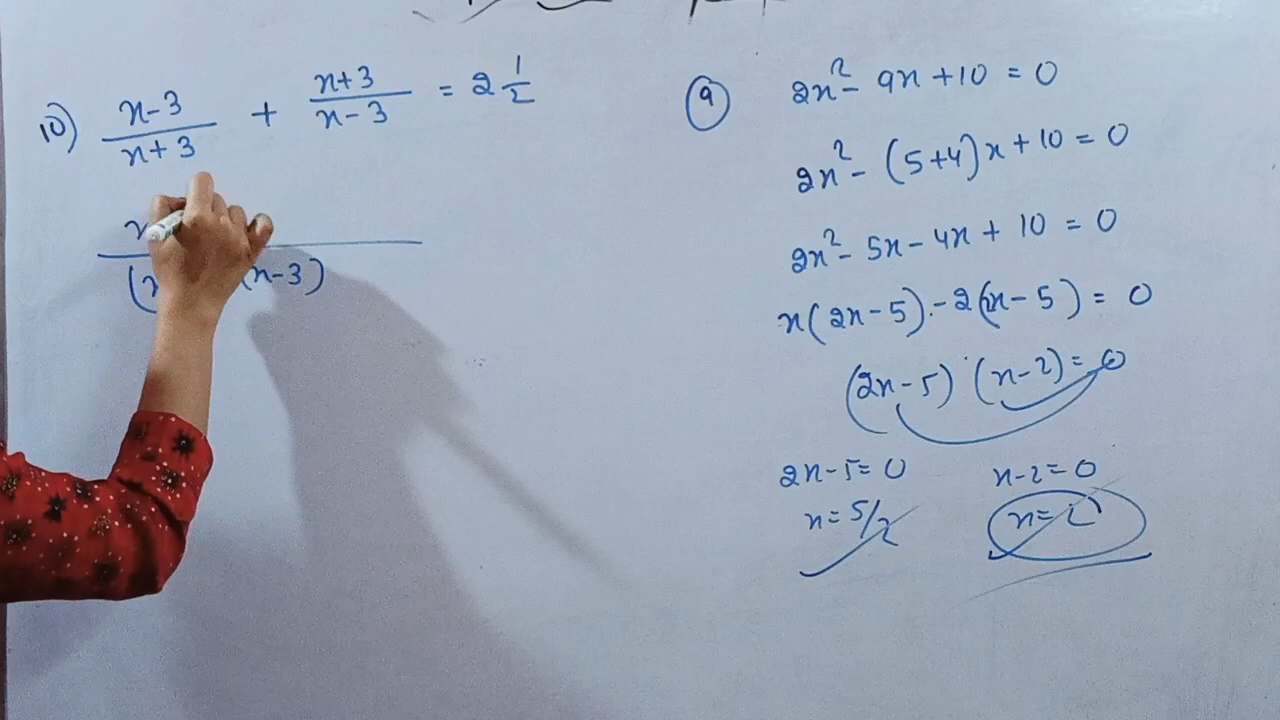 10) x-3/x+3 + x+3/x-3 = 2 1/2
(x-3)
9 2x² - 9x + 10 = 0
2x² - (5+4)x + 10 = 0
2x² - 5x - 4x + 10 = 0
x(2x-5) - 2(2x-5) = 0
(2x-5) (x-2) = 0
2x-5=0 x-2=0
x=5/2 x=2